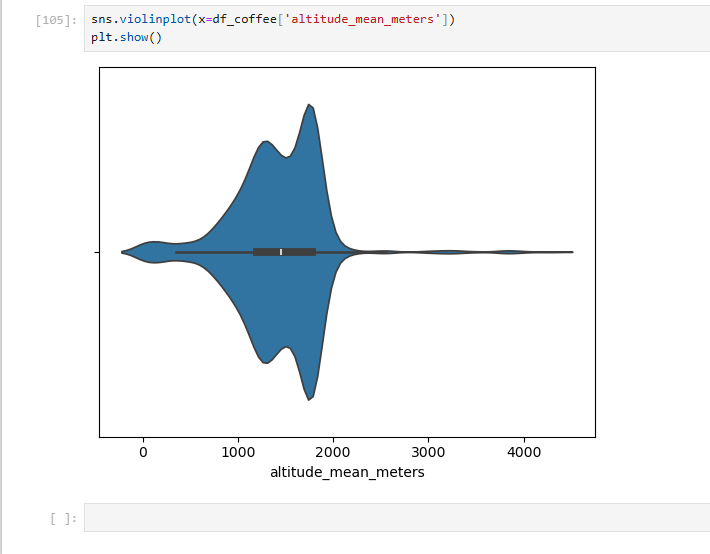 [105]: sns.violinplot(x=df_coffee['altitude_mean_meters'])
plt.show()
0 1000 2000 3000 4000
altitude_mean_meters
[ ]: